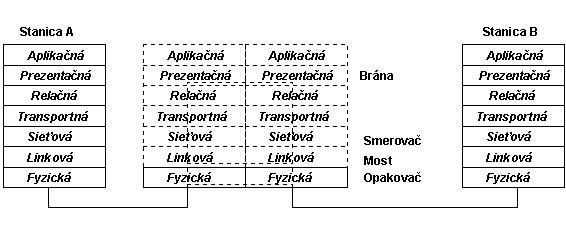 Stanica A
Stanica B
Aplikačná Aplikačná Aplikačná Aplikačná
Prezentačná Prezentačná Prezentačná Brána Prezentačná
Relačná Relačná Relačná Relačná
Transportná Transportná Transportná Transportná
Sieťová Sieťová Sieťová Smerovač Sieťová
Linková Linková Linková Most Linková
Fyzická Fyzická Fyzická Opakovač Fyzická